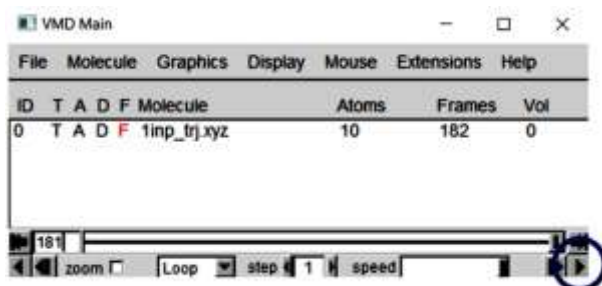 VMD Main
File Molecule Graphics Display Mouse Extensions Help
ID T A D F Molecule Atoms Frames Vol
0 T A D F 1inp_trj.xyz 10 182 0
181
zoom Loop step 1 speed